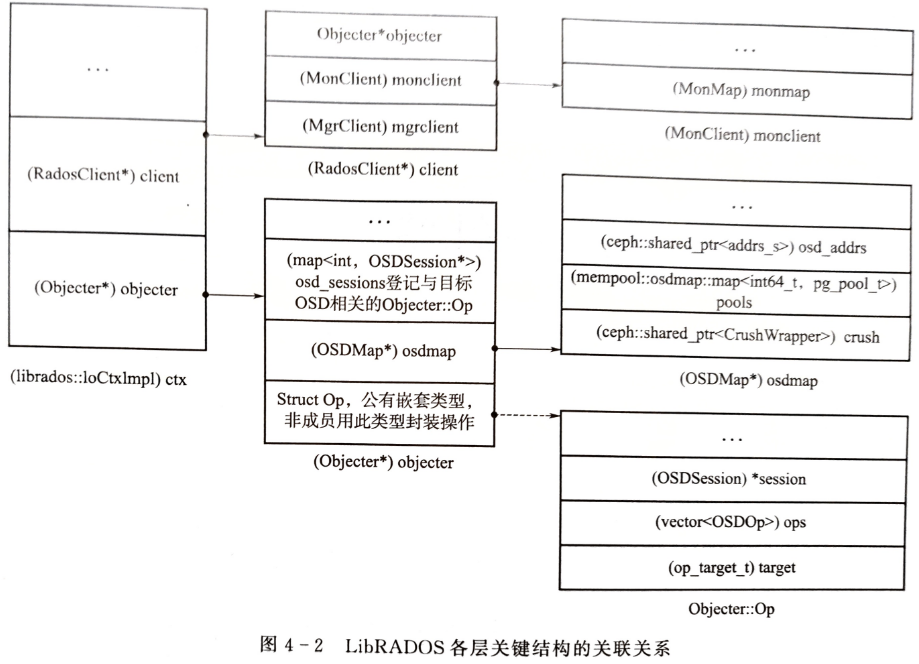 ...
(RadosClient*) client
(Objecter*) objecter
(librados::IoCtxImpl) ctx
Objecter*objecter
(MonClient) monclient
(MgrClient) mgrclient
(RadosClient*) client
...
(MonMap) monmap
(MonClient) monclient
...
(map<int, OSDSession*>)
osd_sessions登记与目标
OSD相关的Objecter::Op
(OSDMap*) osdmap
Struct Op，公有嵌套类型，
非成员用此类型封装操作
(Objecter*) objecter
...
(ceph::shared_ptr<addrs_s>) osd_addrs
(mempool::osdmap::map<int64_t, pg_pool_t>)
pools
(ceph::shared_ptr<CrushWrapper>) crush
(OSDMap*) osdmap
...
(OSDSession) *session
(vector<OSDOp>) ops
(op_target_t) target
Objecter::Op
图 4-2 LibRADOS 各层关键结构的关联关系